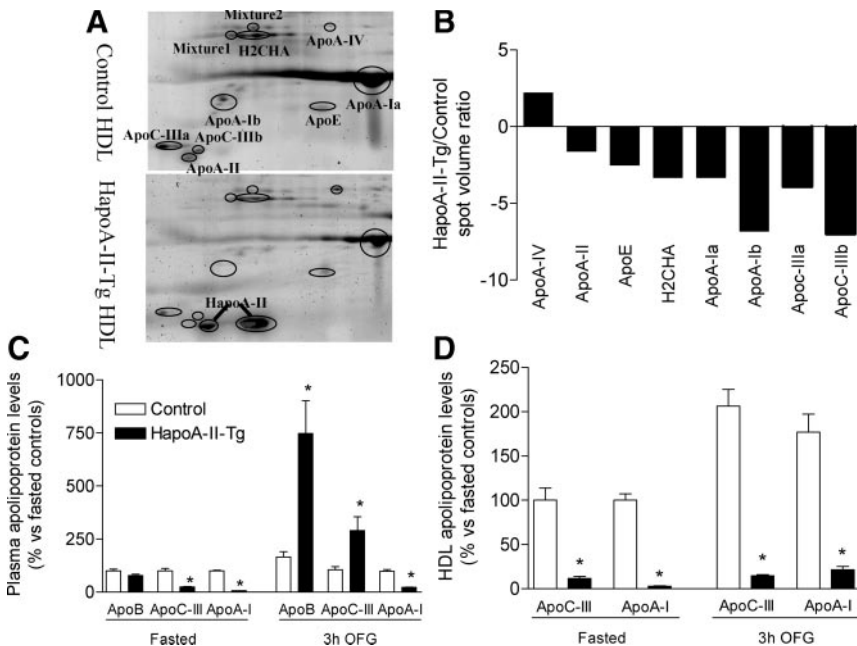 A
Mixture2
ApoA-IV
Mixture1 H2CHA
ApoA-Ib
ApoA-Ia
ApoC-IIIa ApoC-IIIb
ApoE
ApoA-II
Control HDL
HapoA-II
HapoA-II-Tg HDL
B
HapoA-II-Tg/Control
spot volume ratio
5
0
-5
-10
ApoA-IV
ApoA-II
ApoE
H2CHA
ApoA-Ia
ApoA-Ib
Apoc-IIIa
ApoC-IIIb
C
Plasma apolipoprotein levels
(% vs fasted controls)
1000
750
500
250
100
0
Control
HapoA-II-Tg
* * * * *
ApoB ApoC-III ApoA-I ApoB ApoC-III ApoA-I
Fasted 3h OFG
D
HDL apolipoprotein levels
(% vs fasted controls)
250
200
150
100
50
0
* * * *
ApoC-III ApoA-I ApoC-III ApoA-I
Fasted 3h OFG